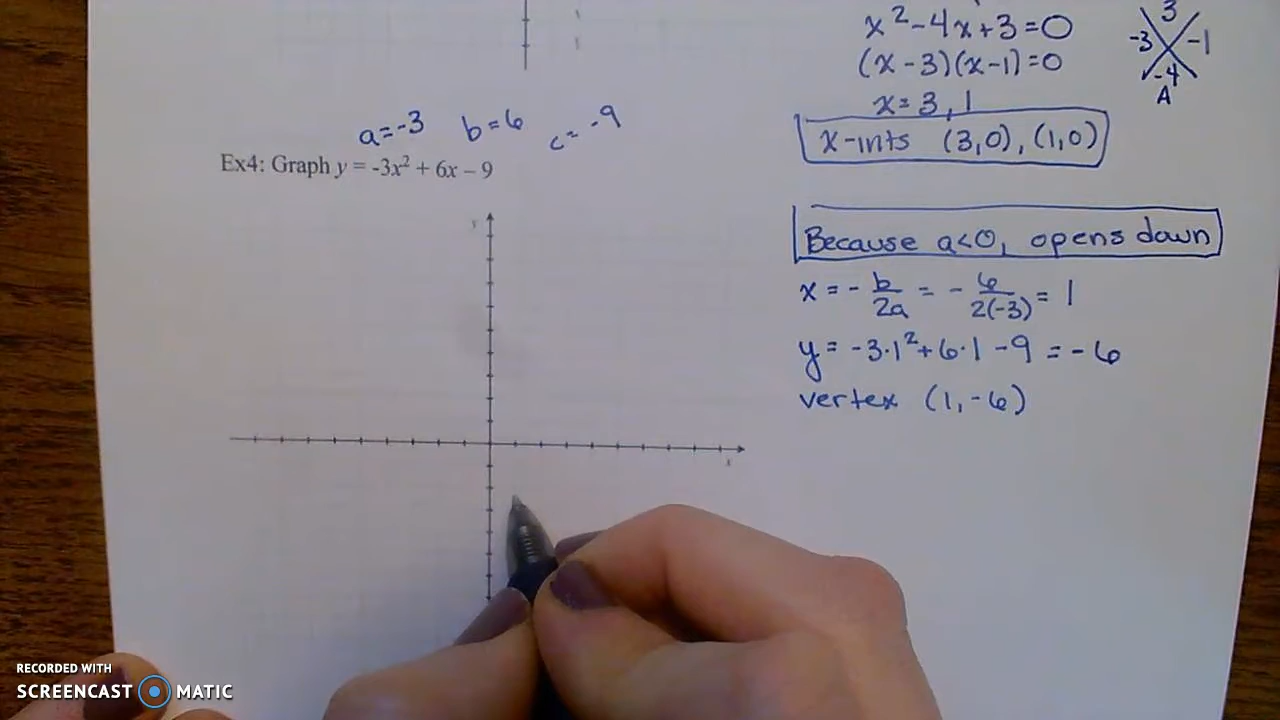 x² - 4x + 3 = 0
3
-3 -1
-4
A
(x - 3)(x - 1) = 0
x = 3, 1
x-ints (3,0), (1,0)
a = -3 b = 6 c = -9
Ex4: Graph y = -3x² + 6x – 9
Because a<0, opens down
x = - b/2a = - 6/2(-3) = 1
y = -3·1² + 6·1 - 9 = -6
vertex (1, -6)
y
x
RECORDED WITH
SCREENCAST MATIC